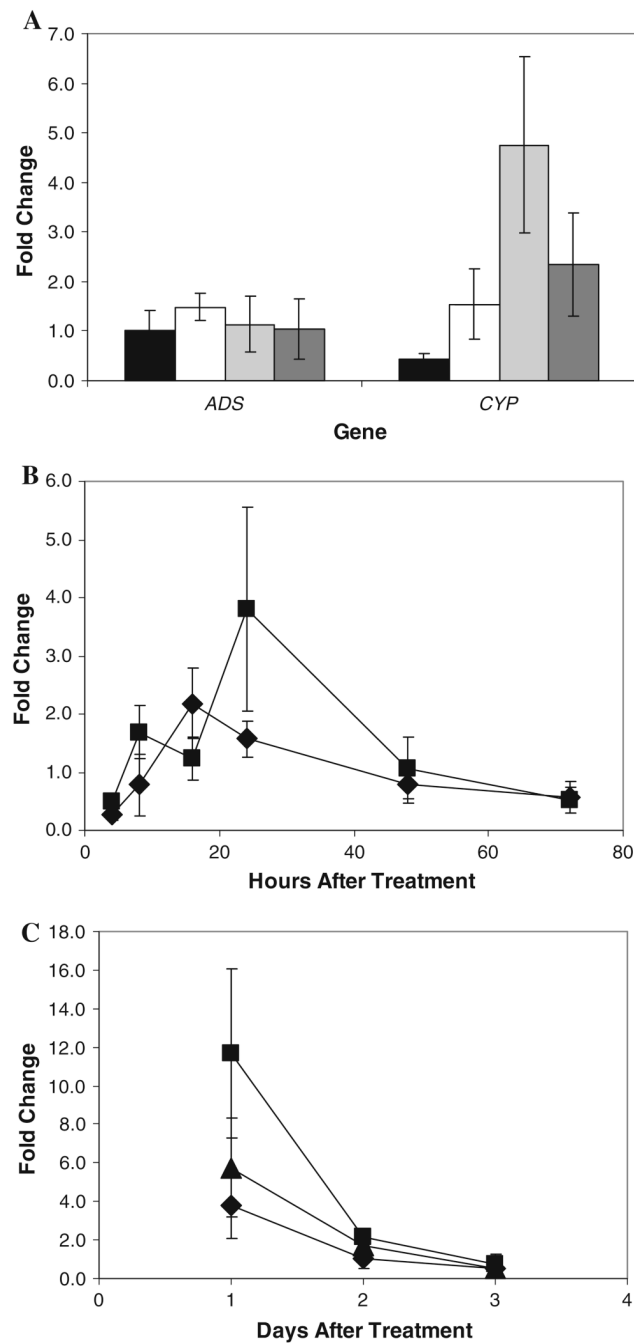 A
7.0
6.0
5.0
4.0
3.0
2.0
1.0
0.0
Fold Change
ADS CYP
Gene
B
6.0
5.0
4.0
3.0
2.0
1.0
0.0
Fold Change
0 20 40 60 80
Hours After Treatment
C
18.0
16.0
14.0
12.0
10.0
8.0
6.0
4.0
2.0
0.0
Fold Change
0 1 2 3 4
Days After Treatment